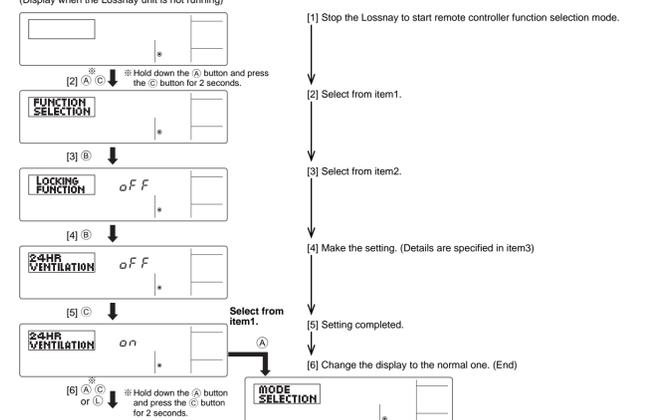 (Display when the Lossnay unit is not running)
[1] Stop the Lossnay to start remote controller function selection mode.
※
[2] Ⓐ Ⓒ
※Hold down the Ⓐ button and press
the Ⓒ button for 2 seconds.
[2] Select from item1.
FUNCTION
SELECTION
[3] Ⓑ
[3] Select from item2.
LOCKING
FUNCTION
oFF
[4] Ⓑ
[4] Make the setting. (Details are specified in item3)
24HR
VENTILATION
oFF
[5] Ⓒ
Select from
item1.
[5] Setting completed.
24HR
VENTILATION
on
Ⓐ
[6] Change the display to the normal one. (End)
※
[6] Ⓐ Ⓒ
or Ⓛ
※Hold down the Ⓐ button
and press the Ⓒ button
for 2 seconds.
MODE
SELECTION